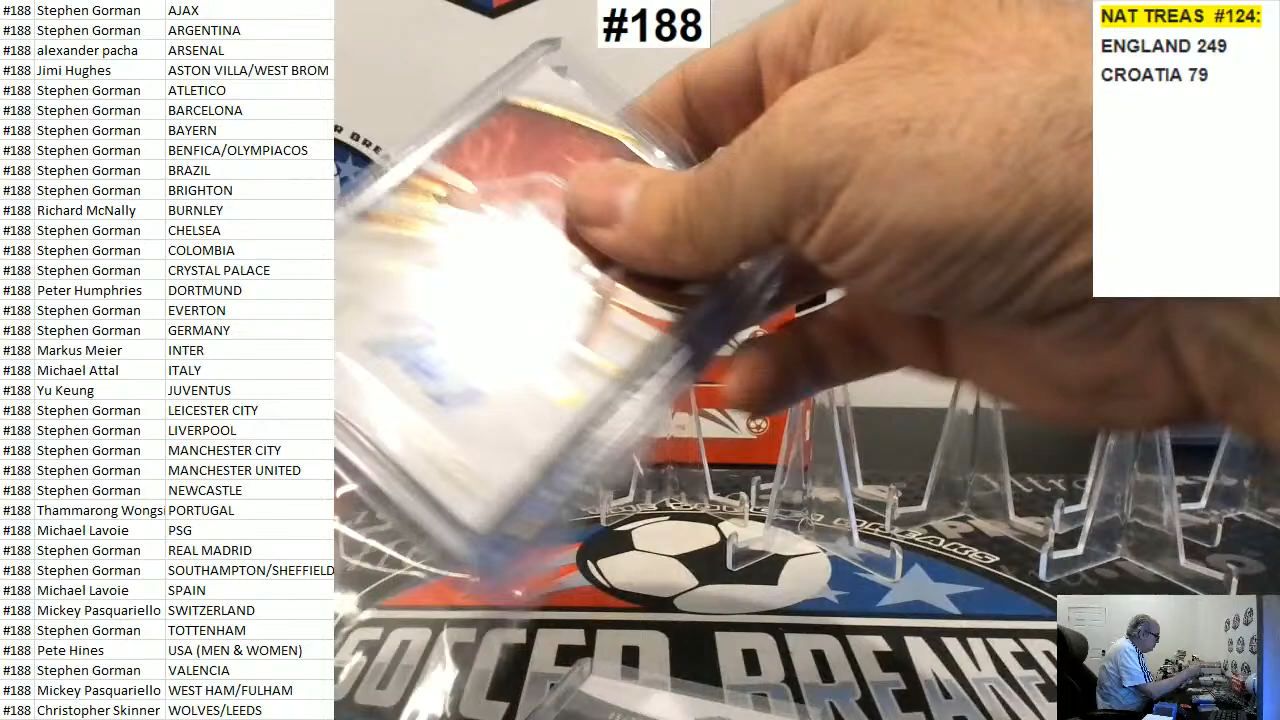 #188 Stephen Gorman AJAX
#188 Stephen Gorman ARGENTINA
#188 alexander pacha ARSENAL
#188 Jimi Hughes ASTON VILLA/WEST BROM
#188 Stephen Gorman ATLETICO
#188 Stephen Gorman BARCELONA
#188 Stephen Gorman BAYERN
#188 Stephen Gorman BENFICA/OLYMPIACOS
#188 Stephen Gorman BRAZIL
#188 Stephen Gorman BRIGHTON
#188 Richard McNally BURNLEY
#188 Stephen Gorman CHELSEA
#188 Stephen Gorman COLOMBIA
#188 Stephen Gorman CRYSTAL PALACE
#188 Peter Humphries DORTMUND
#188 Stephen Gorman EVERTON
#188 Stephen Gorman GERMANY
#188 Markus Meier INTER
#188 Michael Attal ITALY
#188 Yu Keung JUVENTUS
#188 Stephen Gorman LEICESTER CITY
#188 Stephen Gorman LIVERPOOL
#188 Stephen Gorman MANCHESTER CITY
#188 Stephen Gorman MANCHESTER UNITED
#188 Stephen Gorman NEWCASTLE
#188 Thanmarong Wongsi PORTUGAL
#188 Michael Lavoie PSG
#188 Stephen Gorman REAL MADRID
#188 Stephen Gorman SOUTHAMPTON/SHEFFIELD
#188 Michael Lavoie SPAIN
#188 Mickey Pasquariello SWITZERLAND
#188 Stephen Gorman TOTTENHAM
#188 Pete Hines USA (MEN & WOMEN)
#188 Stephen Gorman VALENCIA
#188 Mickey Pasquariello WEST HAM/FULHAM
#188 Christopher Skinner WOLVES/LEEDS
#188
NAT TREAS #124:
ENGLAND 249
CROATIA 79
SOCCER BREAKER